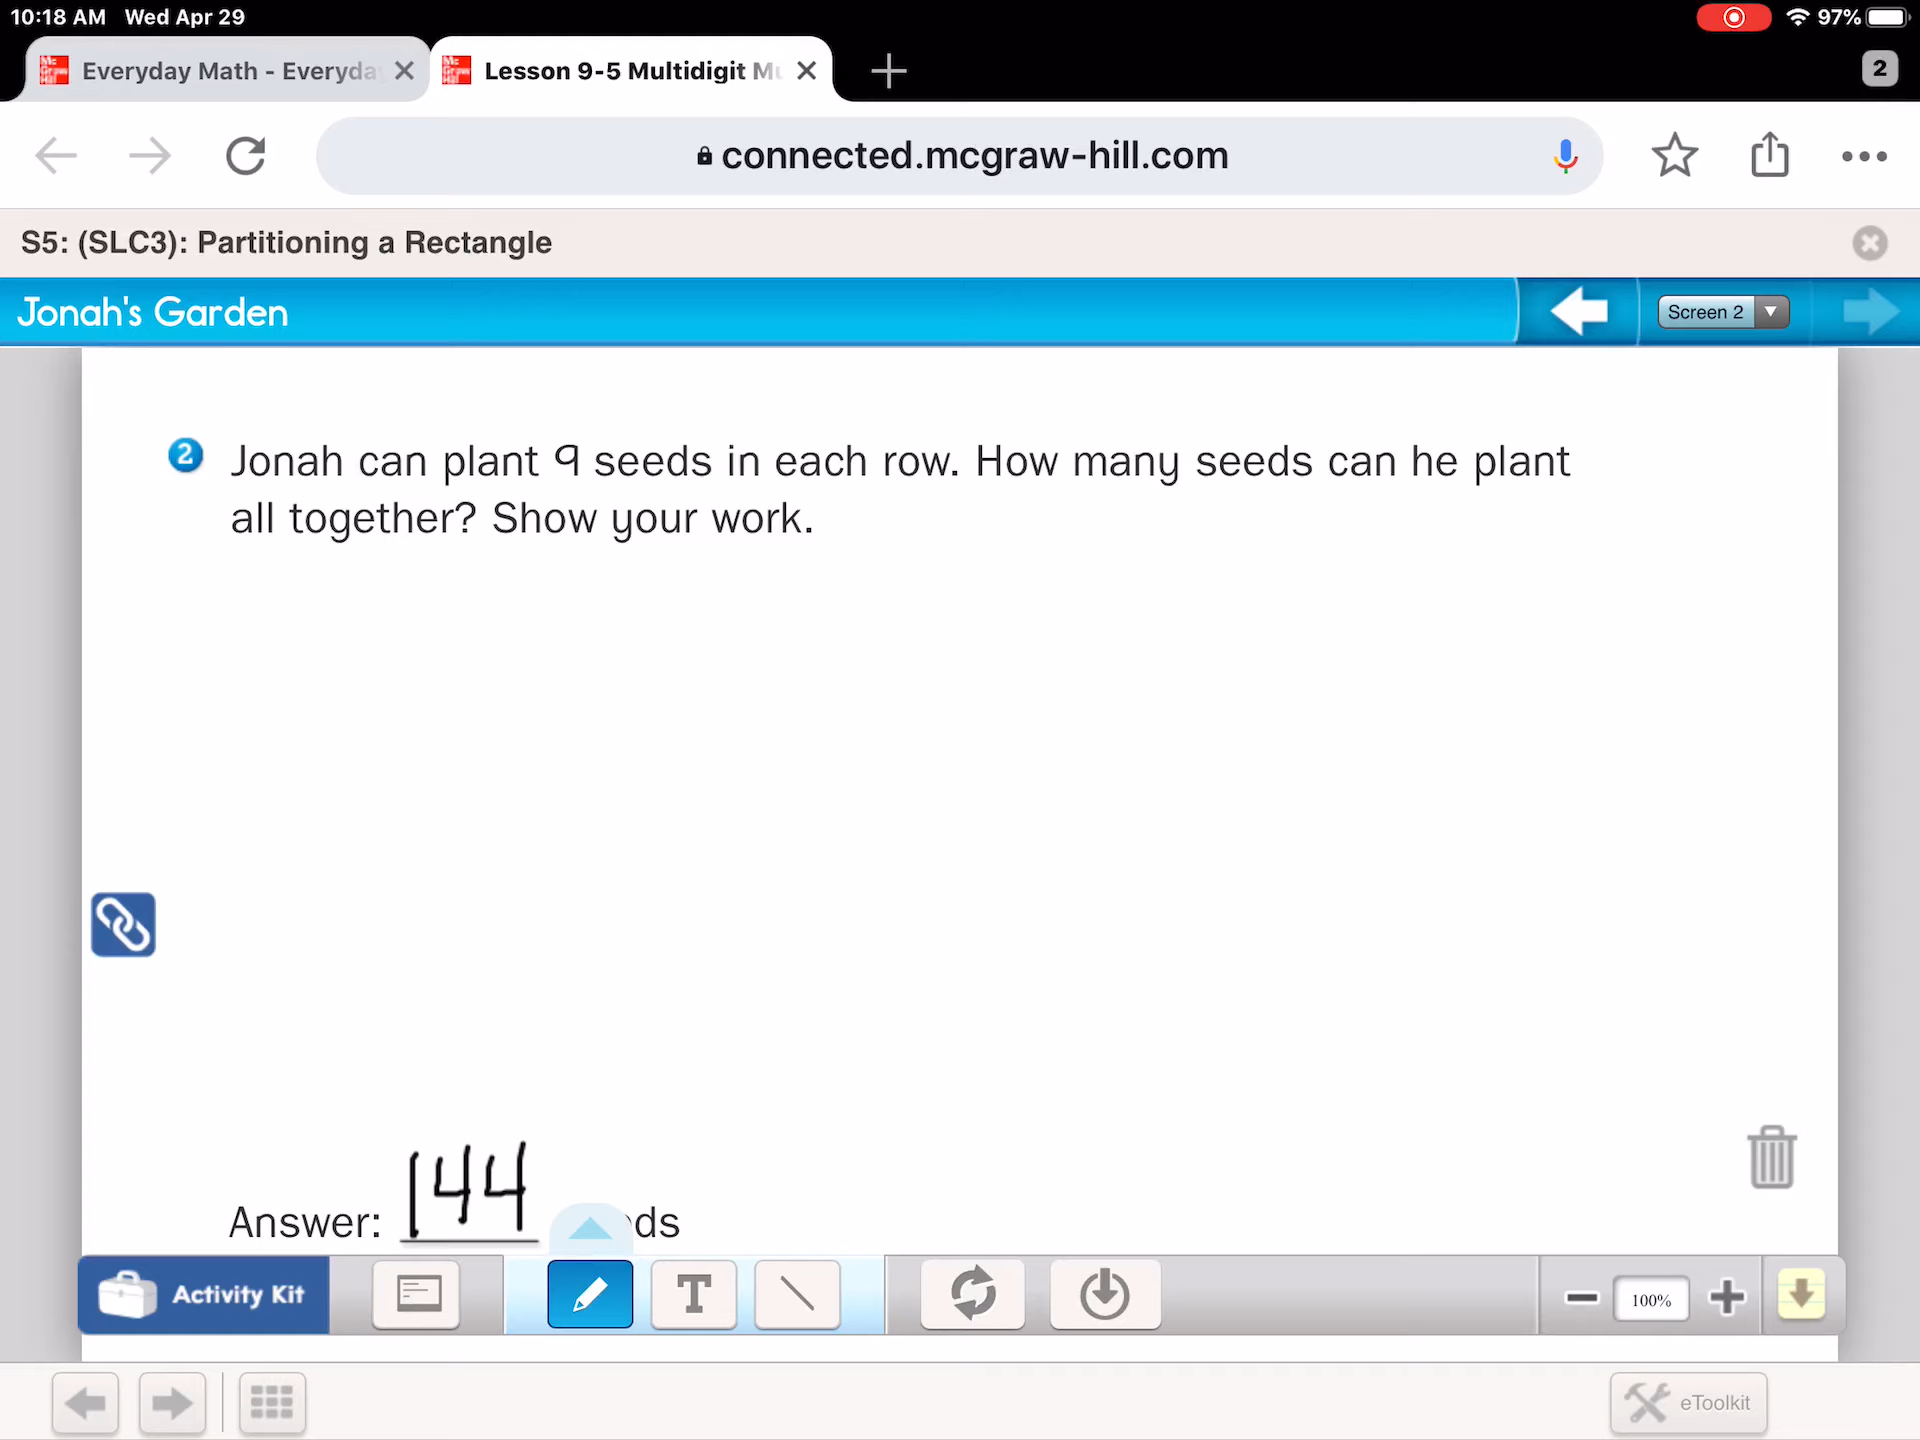 10:18 AM Wed Apr 29 97%
Everyday Math - Everyda Lesson 9-5 Multidigit Mu 2
connected.mcgraw-hill.com
S5: (SLC3): Partitioning a Rectangle
Jonah's Garden Screen 2
2 Jonah can plant 9 seeds in each row. How many seeds can he plant
all together? Show your work.
Answer: 144 ds
Activity Kit T 100%
eToolkit